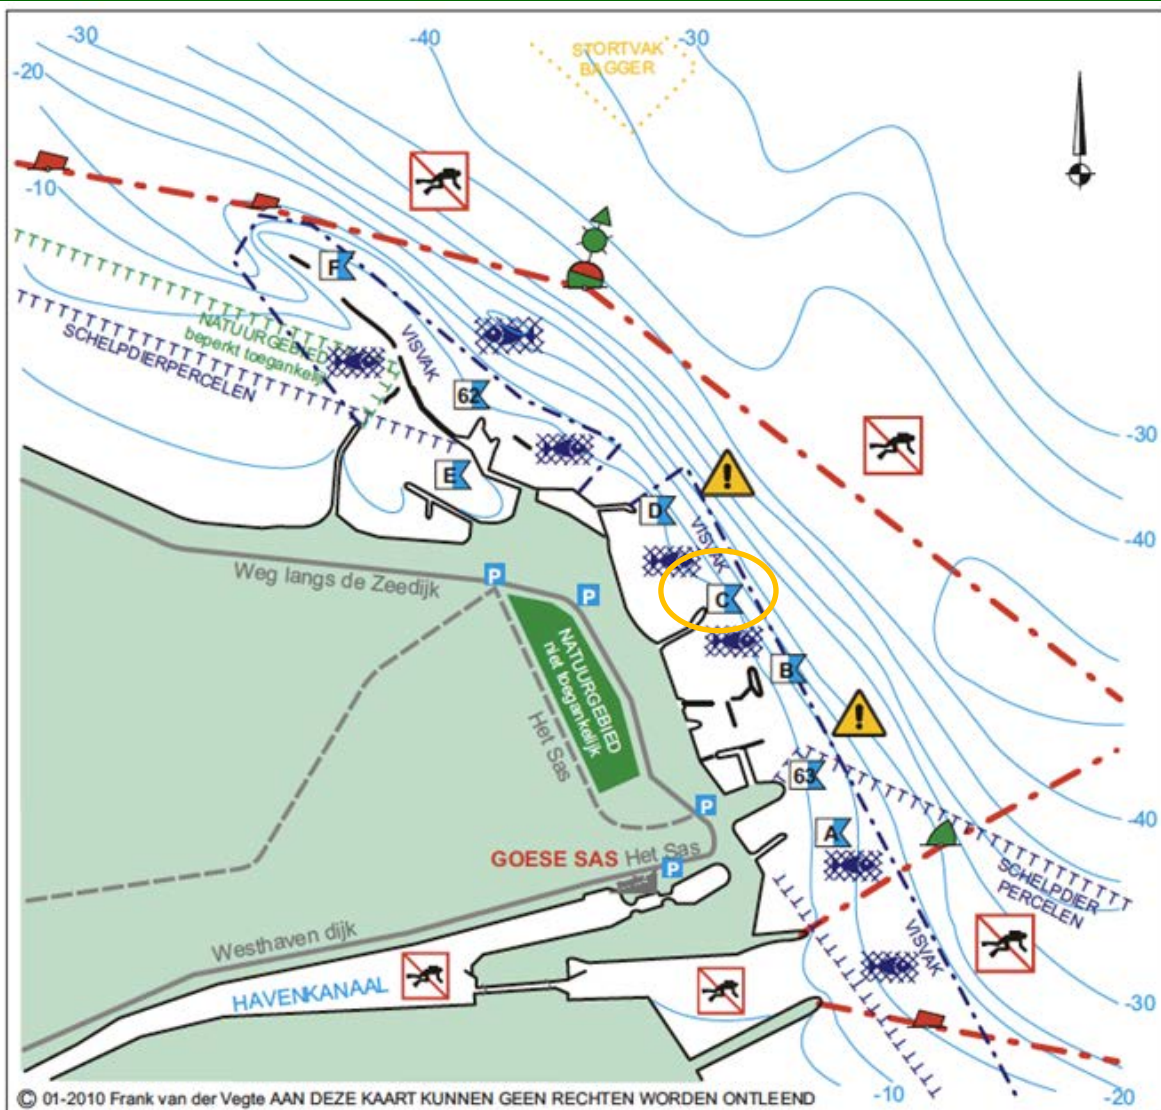 -30
-40
-30
STORTVAK
BAGGER
-20
-10
F
NATUURGEBIED
beperkt toegankelijk
SCHELPDIERPERCELEN
VISVAK
62
E
D
VISVAK
C
B
63
A
-30
-40
-40
-30
-20
-10
Weg langs de Zeedijk
P
P
NATUURGEBIED
niet toegankelijk
Het Sas
P
GOESE SAS
Het Sas
P
Westhaven dijk
HAVENKANAAL
SCHELPDIER
PERCELEN
VISVAK
© 01-2010 Frank van der Vegte AAN DEZE KAART KUNNEN GEEN RECHTEN WORDEN ONTLEEND